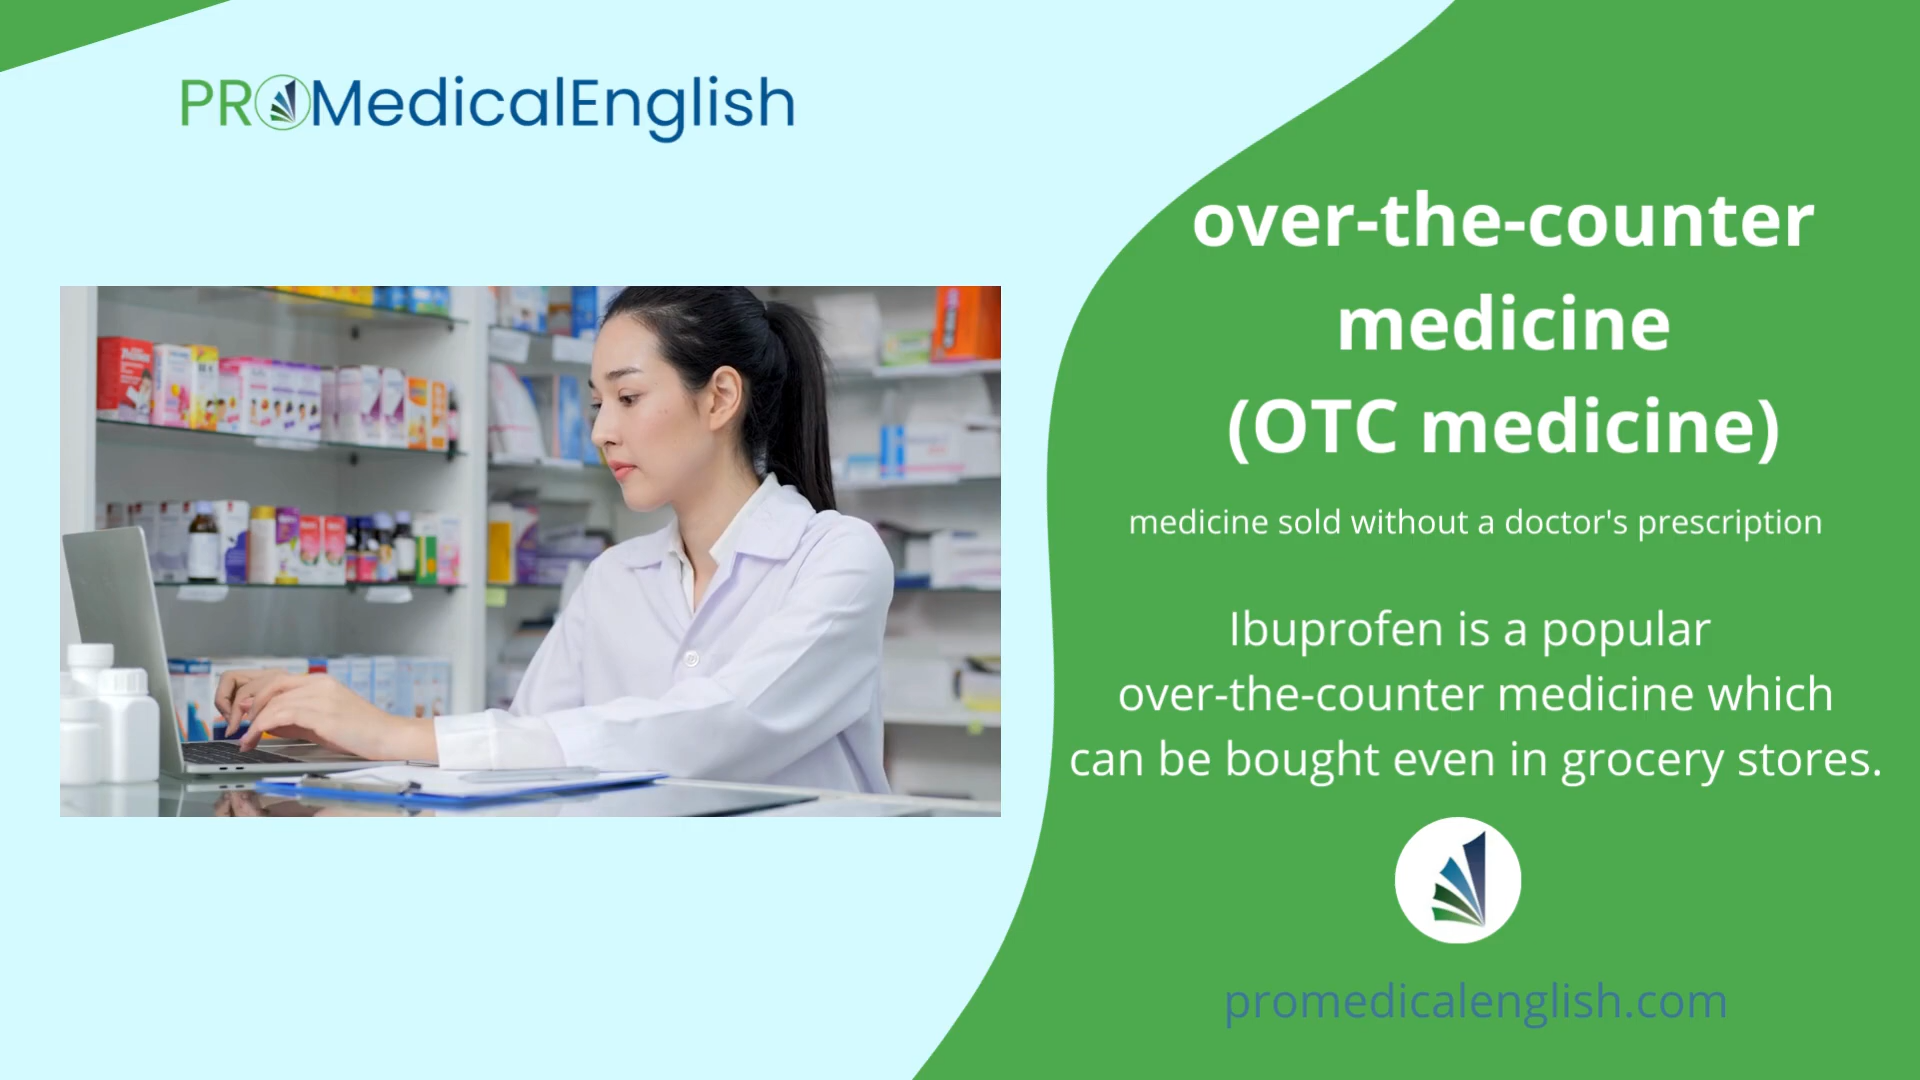 PROMedicalEnglish
over-the-counter
medicine
(OTC medicine)
medicine sold without a doctor's prescription
Ibuprofen is a popular
over-the-counter medicine which
can be bought even in grocery stores.
promedicalenglish.com